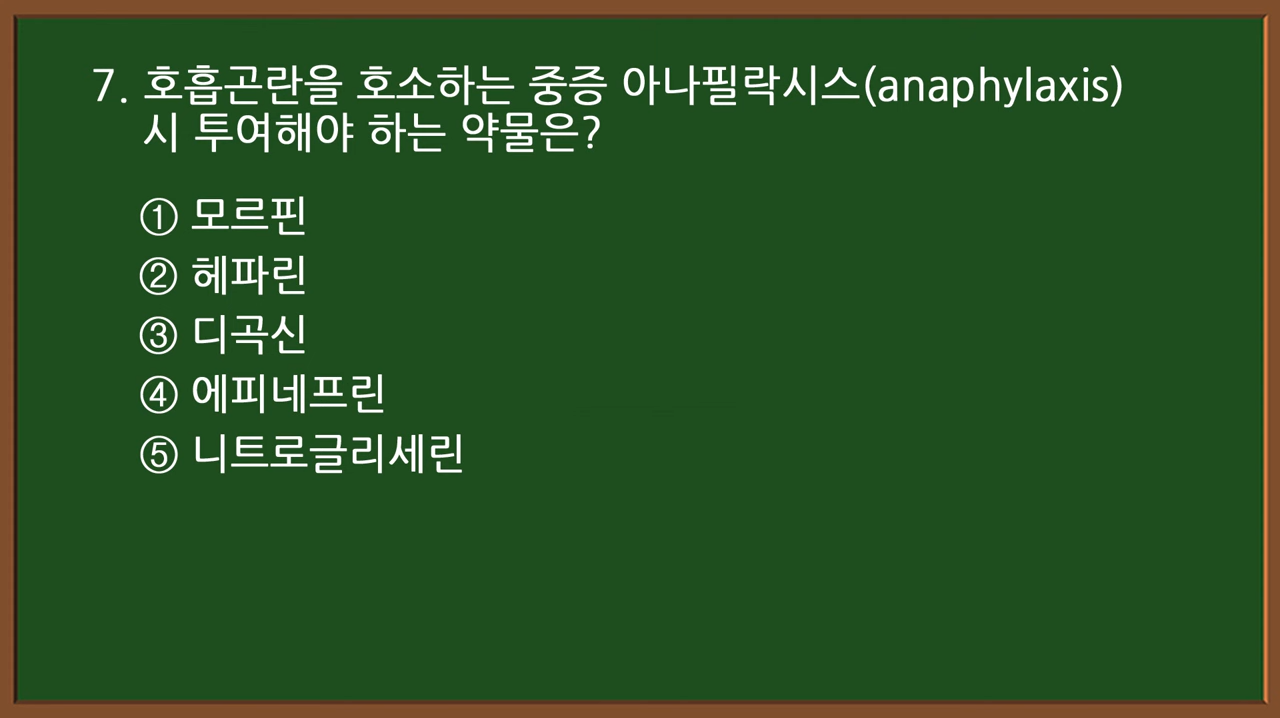 7. 호흡곤란을 호소하는 중증 아나필락시스(anaphylaxis)
시 투여해야 하는 약물은?
① 모르핀
② 헤파린
③ 디곡신
④ 에피네프린
⑤ 니트로글리세린